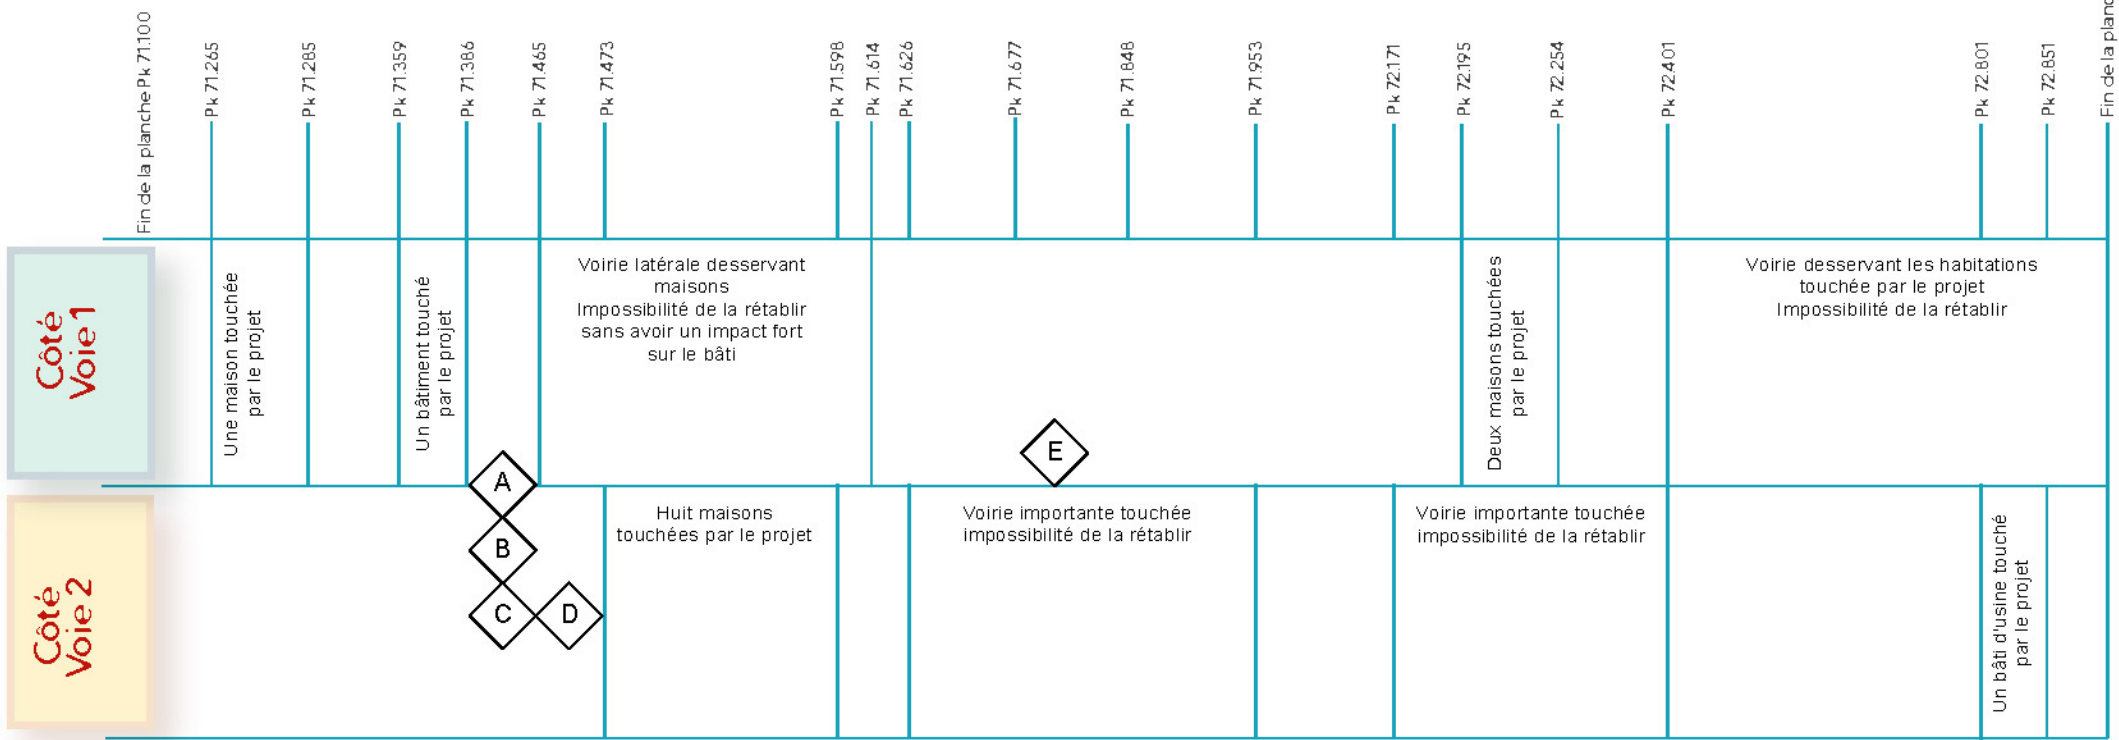 Fin de la planche Pk 71.100
Pk 71.265
Pk 71.285
Pk 71.359
Pk 71.386
Pk 71.465
Pk 71.473
Pk 71.598
Pk 71.614
Pk 71.626
Pk 71.677
Pk 71.848
Pk 71.953
Pk 72.171
Pk 72.195
Pk 72.254
Pk 72.401
Pk 72.801
Pk 72.851
Fin de la planc
Côté
Voie 1
Une maison touchée
par le projet
Un bâtiment touché
par le projet
Voirie latérale desservant
maisons
Impossibilité de la rétablir
sans avoir un impact fort
sur le bâti
Deux maisons touchées
par le projet
Voirie desservant les habitations
touchée par le projet
Impossibilité de la rétablir
E
A
B
C
D
Côté
Voie 2
Huit maisons
touchées par le projet
Voirie importante touchée
impossibilité de la rétablir
Voirie importante touchée
impossibilité de la rétablir
Un bâti d'usine touché
par le projet